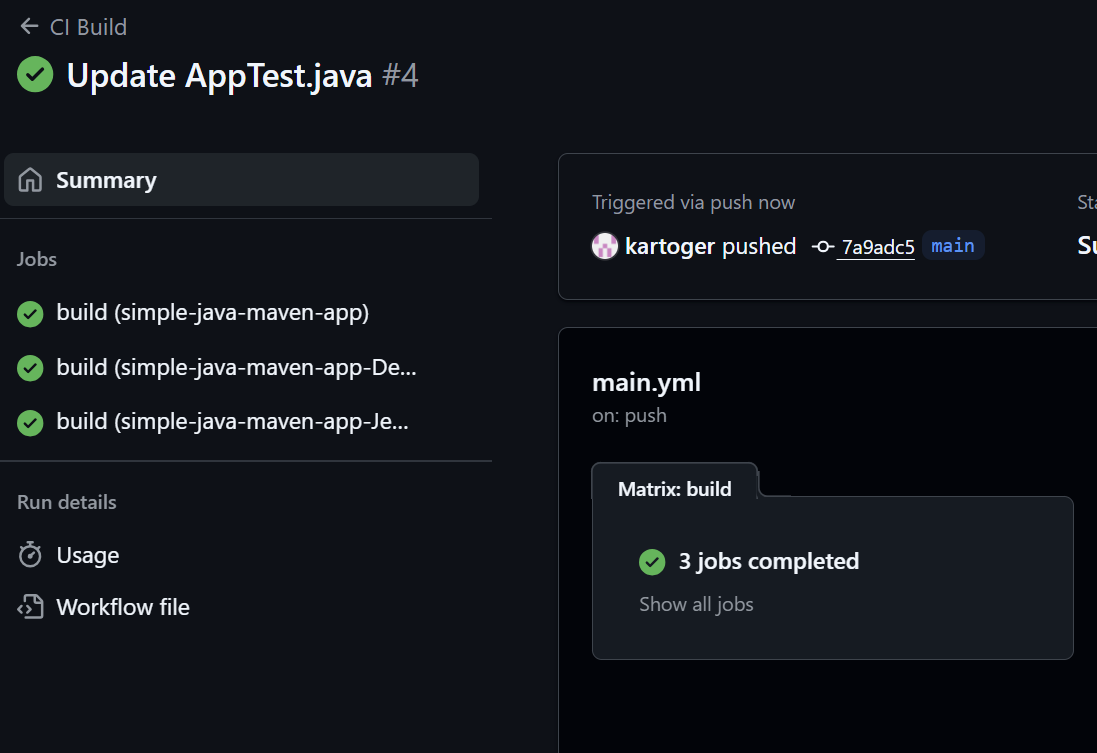 CI Build
Update AppTest.java #4
Summary
Jobs
build (simple-java-maven-app)
build (simple-java-maven-app-De...
build (simple-java-maven-app-Je...
Run details
Usage
Workflow file
Triggered via push now
kartoger pushed 7a9adc5 main
Sta
Su
main.yml
on: push
Matrix: build
3 jobs completed
Show all jobs